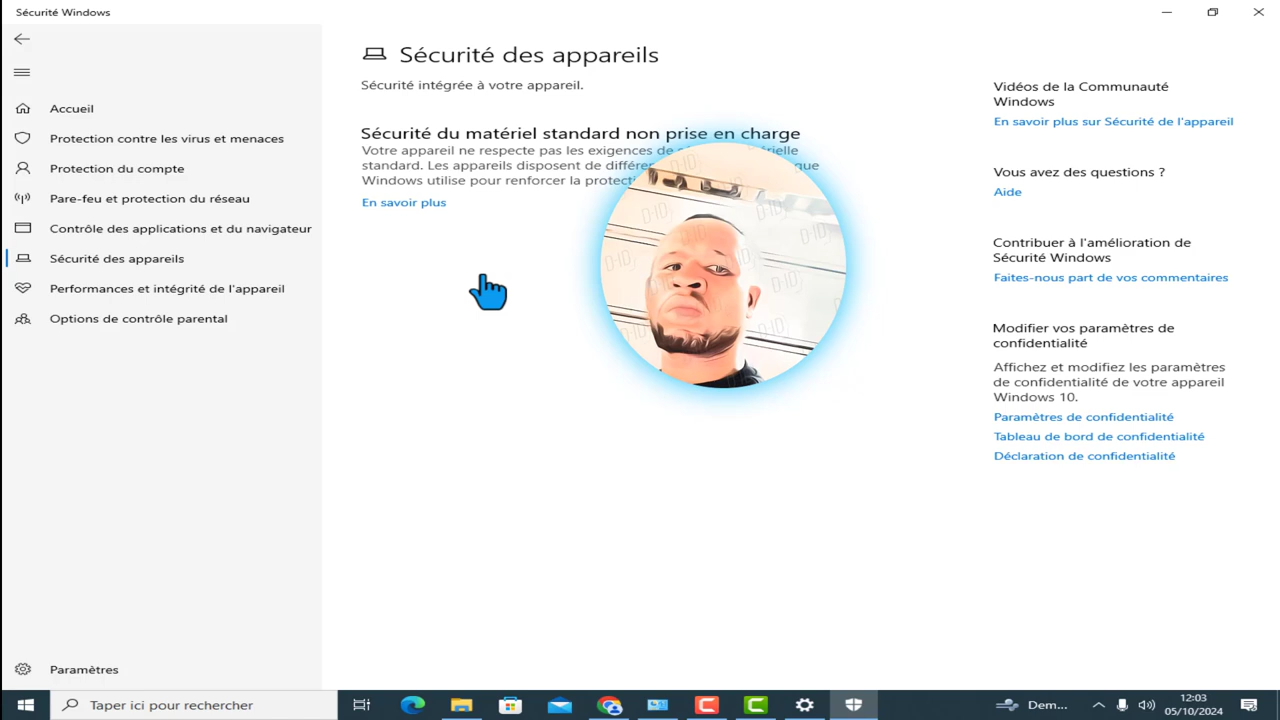 Sécurité Windows
Accueil
Protection contre les virus et menaces
Protection du compte
Pare-feu et protection du réseau
Contrôle des applications et du navigateur
Sécurité des appareils
Performances et intégrité de l'appareil
Options de contrôle parental
Paramètres
Sécurité des appareils
Sécurité intégrée à votre appareil.
Sécurité du matériel standard non prise en charge
Votre appareil ne respecte pas les exigences de
standard. Les appareils disposent de que
Windows utilise pour renforcer la
En savoir plus
Vidéos de la Communauté
Windows
En savoir plus sur Sécurité de l'appareil
Vous avez des questions ?
Aide
Contribuer à l'amélioration de
Sécurité Windows
Faites-nous part de vos commentaires
Modifier vos paramètres de
confidentialité
Affichez et modifiez les paramètres
de confidentialité de votre appareil
Windows 10.
Paramètres de confidentialité
Tableau de bord de confidentialité
Déclaration de confidentialité
D-ID
D-ID
D-ID
D-ID
Taper ici pour rechercher
Dem...
12:03
05/10/2024